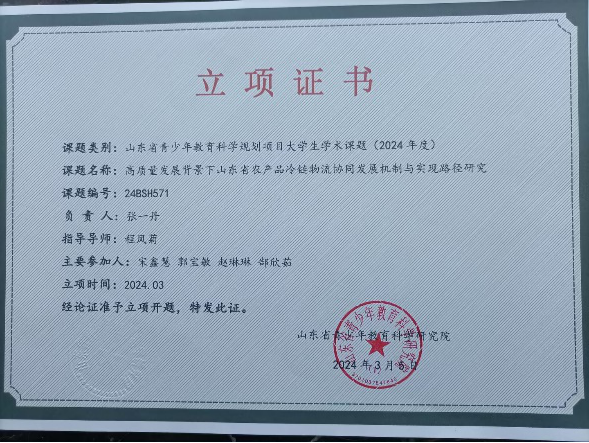 立项证书
课题类别：山东省青少年教育科学规划项目大学生学术课题（2024年度）
课题名称：高质量发展背景下山东省农产品冷链物流协同发展机制与实现路径研究
课题编号：24BSH571
负责人：张一丹
指导导师：程凤菊
主要参加人：宋鑫慧 郭宝敏 赵琳琳 郜欣茹
立项时间：2024.03
经论证准予立项开题，特发此证。
山东省青少年教育科学研究院
2024年3月5日